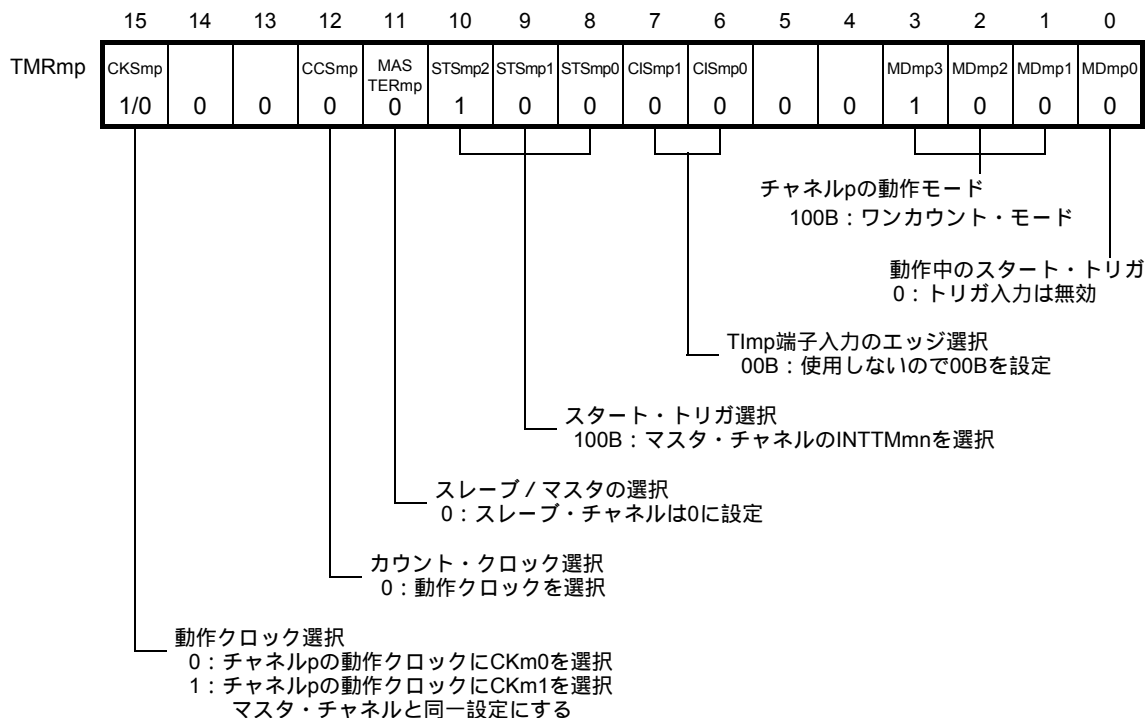 15 14 13 12 11 10 9 8 7 6 5 4 3 2 1 0
TMRmp CKSmp CCSmp MAS TERmp STSmp2 STSmp1 STSmp0 CISmp1 CISmp0 MDmp3 MDmp2 MDmp1 MDmp0
1/0 0 0 0 0 1 0 0 0 0 0 0 1 0 0 0
チャネルpの動作モード
100B：ワンカウント・モード
動作中のスタート・トリガ
0：トリガ入力は無効
TImp端子入力のエッジ選択
00B：使用しないので00Bを設定
スタート・トリガ選択
100B：マスタ・チャネルのINTTMmnを選択
スレーブ／マスタの選択
0：スレーブ・チャネルは0に設定
カウント・クロック選択
0：動作クロックを選択
動作クロック選択
0：チャネルpの動作クロックにCKm0を選択
1：チャネルpの動作クロックにCKm1を選択
マスタ・チャネルと同一設定にする